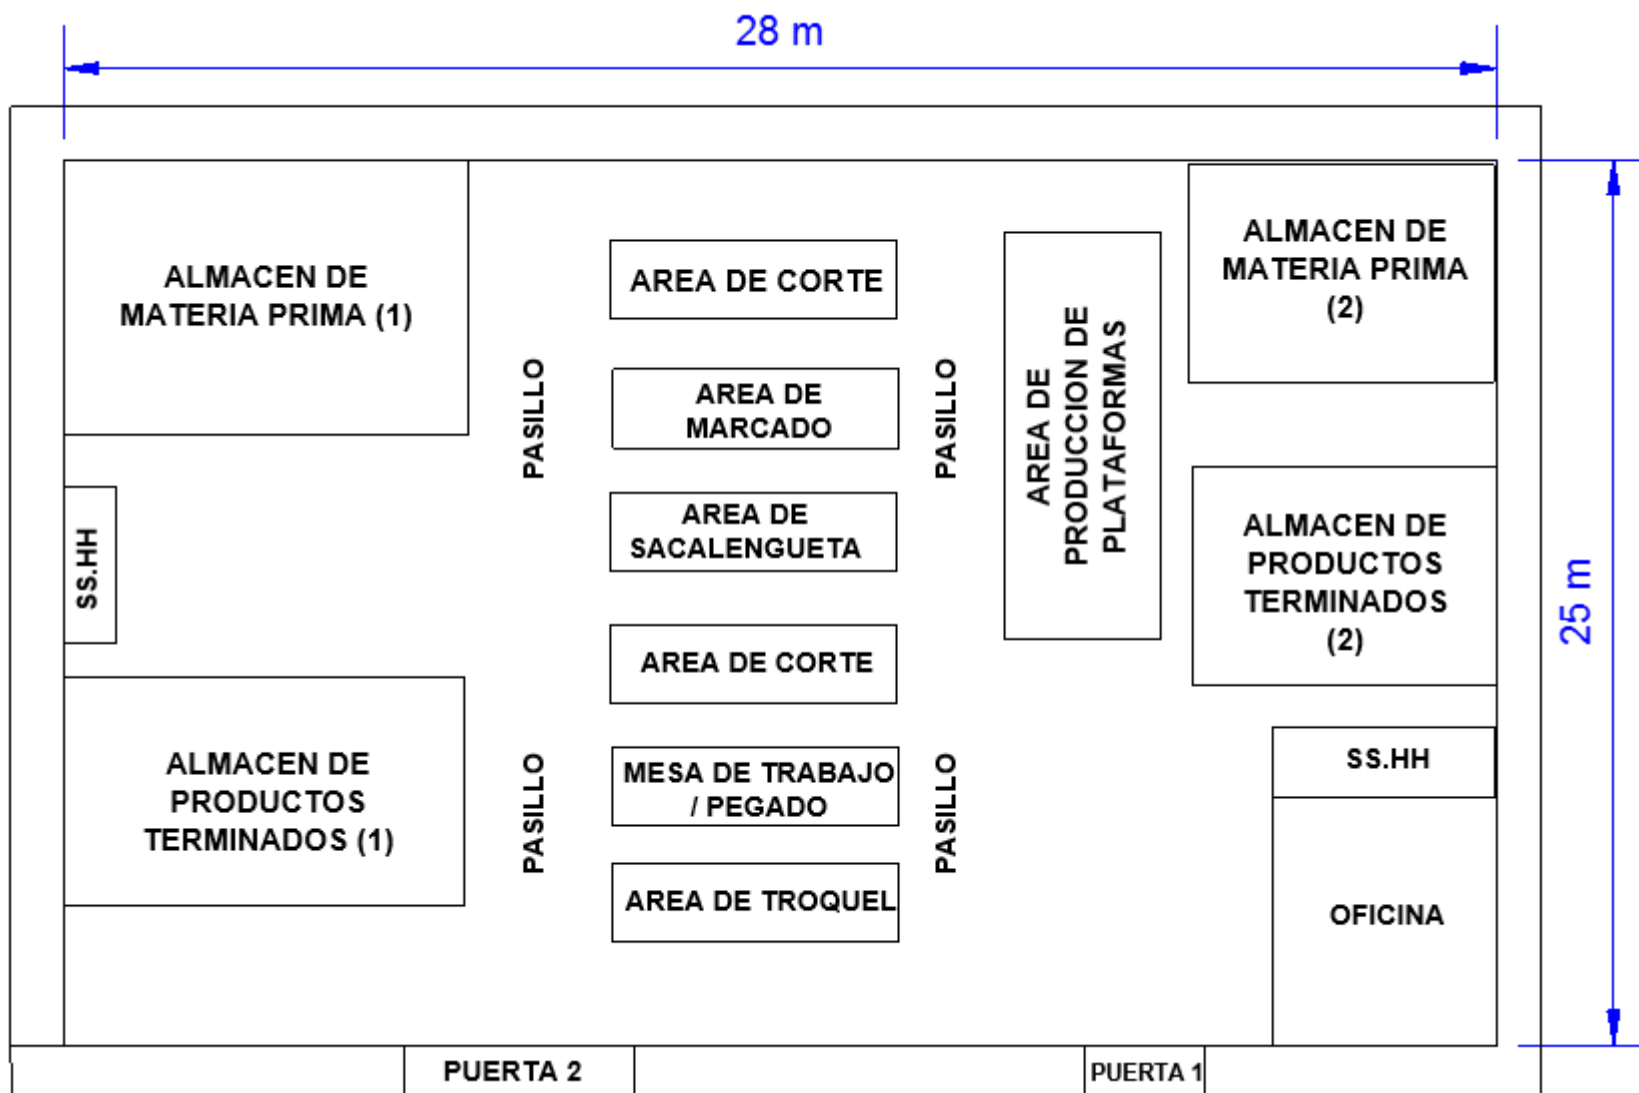 28 m
ALMACEN DE
MATERIA PRIMA (1)
AREA DE CORTE
ALMACEN DE
MATERIA PRIMA
(2)
PASILLO
AREA DE
MARCADO
PASILLO
AREA DE
PRODUCCION DE
PLATAFORMAS
SS.HH
AREA DE
SACALENGUETA
ALMACEN DE
PRODUCTOS
TERMINADOS
(2)
25 m
AREA DE CORTE
ALMACEN DE
PRODUCTOS
TERMINADOS (1)
PASILLO
MESA DE TRABAJO
/ PEGADO
PASILLO
SS.HH
AREA DE TROQUEL
OFICINA
PUERTA 2
PUERTA 1